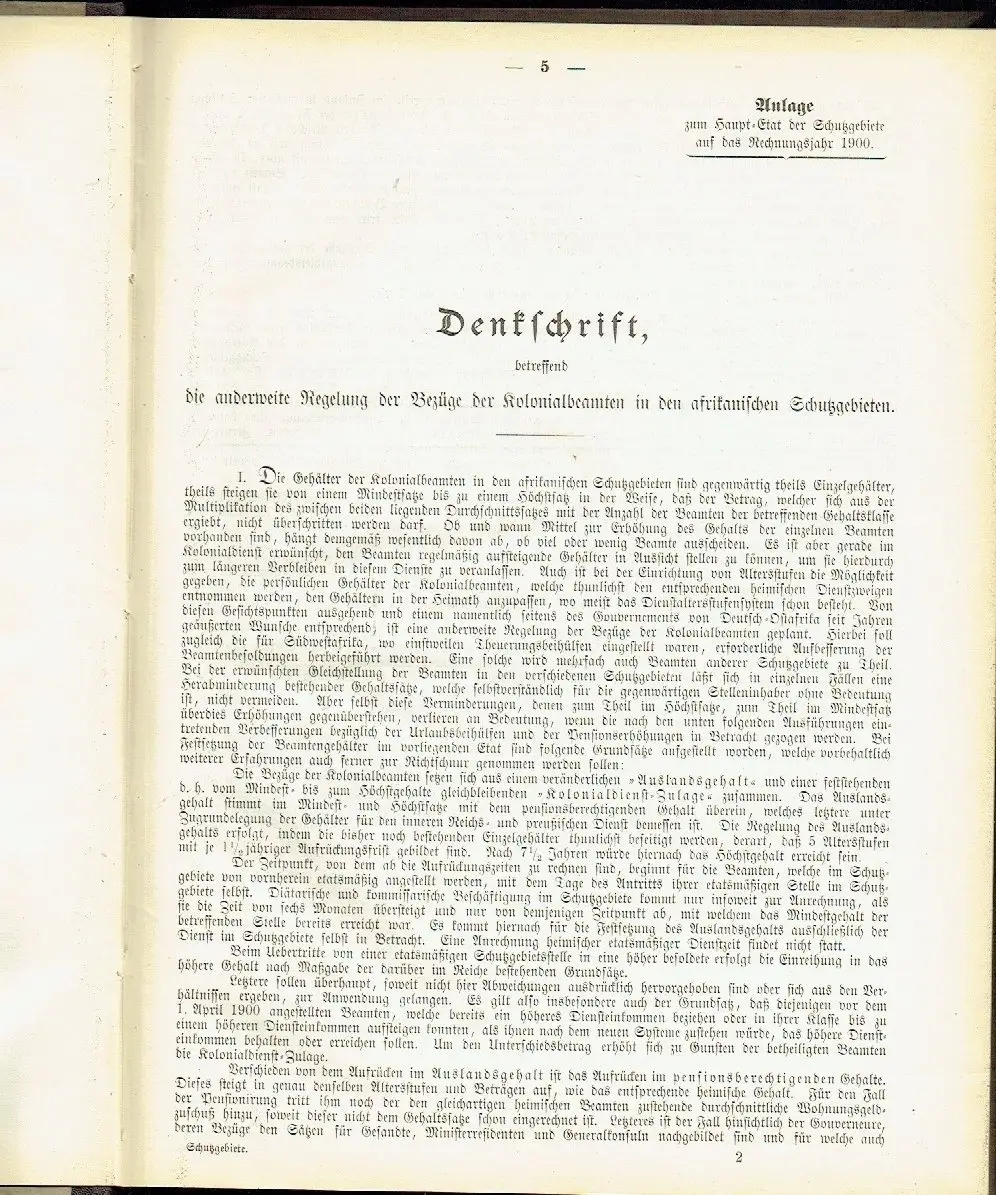 — 5 —
Anlage
zum Haupt-Etat der Schutzgebiete
auf das Rechnungsjahr 1900.
Denkschrift,
betreffend
die anderweite Regelung der Bezüge der Kolonialbeamten in den afrikanischen Schutzgebieten.
I. Die Gehälter der Kolonialbeamten in den afrikanischen Schutzgebieten sind gegenwärtig theils Einzelgehälter,
theils steigen sie von einem Mindestsatze bis zu einem Höchstsatz in der Weise, daß der Betrag, welcher sich aus der
Multiplikation des zwischen beiden liegenden Durchschnittssatzes mit der Anzahl der Beamten der betreffenden Gehaltsklasse
ergiebt, nicht überschritten werden darf. Ob und wann Mittel zur Erhöhung des Gehalts der einzelnen Beamten
vorhanden sind, hängt demgemäß wesentlich davon ab, ob viel oder wenig Beamte ausscheiden. Es ist aber gerade im
Kolonialdienst erwünscht, den Beamten regelmäßig aufsteigende Gehälter in Aussicht stellen zu können, um sie hierdurch
zum längeren Verbleiben in diesem Dienste zu veranlassen. Auch ist bei der Einrichtung von Altersstufen die Möglichkeit
gegeben, die persönlichen Gehälter der Kolonialbeamten, welche thunlichst den entsprechenden heimischen Dienstzweigen
entnommen werden, den Gehältern in der Heimath anzupassen, wo meist das Dienstaltersstufensystem schon besteht. Von
diesen Gesichtspunkten ausgehend und einem namentlich seitens des Gouvernements von Deutsch-Ostafrika seit Jahren
geäußerten Wunsche entsprechend, ist eine anderweite Regelung der Bezüge der Kolonialbeamten geplant. Hierbei soll
zugleich die für Südwestafrika, wo einstweilen Theuerungsbeihülfen eingestellt waren, erforderliche Aufbesserung der
Beamtenbesoldungen herbeigeführt werden. Eine solche wird mehrfach auch Beamten anderer Schutzgebiete zu Theil.
Bei der erwünschten Gleichstellung der Beamten in den verschiedenen Schutzgebieten läßt sich in einzelnen Fällen eine
Herabminderung bestehender Gehaltssätze, welche selbstverständlich für die gegenwärtigen Stelleninhaber ohne Bedeutung
ist, nicht vermeiden. Aber selbst diese Verminderungen, denen zum Theil im Höchstsatze, zum Theil im Mindestsatz
überdies Erhöhungen gegenüberstehen, verlieren an Bedeutung, wenn die nach den unten folgenden Ausführungen ein-
tretenden Verbesserungen bezüglich der Urlaubsbeihülfen und der Pensionserhöhungen in Betracht gezogen werden. Bei
Festsetzung der Beamtengehälter im vorliegenden Etat sind folgende Grundsätze aufgestellt worden, welche vorbehaltlich
weiterer Erfahrungen auch ferner zur Richtschnur genommen werden sollen:
Die Bezüge der Kolonialbeamten setzen sich aus einem veränderlichen »Auslandsgehalt« und einer feststehenden
d. h. vom Mindest- bis zum Höchstgehalte gleichbleibenden »Kolonialdienst-Zulage« zusammen. Das Auslands-
gehalt stimmt im Mindest- und Höchstsatze mit dem pensionsberechtigenden Gehalt überein, welches letztere unter
Zugrundelegung der Gehälter für den inneren Reichs- und preußischen Dienst bemessen ist. Die Regelung des Auslands-
gehalts erfolgt, indem die bisher noch bestehenden Einzelgehälter thunlichst beseitigt werden, derart, daß 5 Altersstufen
mit je 1 1/2 jähriger Aufrückungsfrist gebildet sind. Nach 7 1/2 Jahren würde hiernach das Höchstgehalt erreicht sein.
Der Zeitpunkt, von dem ab die Aufrückungszeiten zu rechnen sind, beginnt für die Beamten, welche im Schutz-
gebiete von vornherein etatsmäßig angestellt werden, mit dem Tage des Antritts ihrer etatsmäßigen Stelle im Schutz-
gebiete selbst. Diätarische und kommissarische Beschäftigung im Schutzgebiete kommt nur insoweit zur Anrechnung, als
sie die Zeit von sechs Monaten übersteigt und nur von demjenigen Zeitpunkt ab, mit welchem das Mindestgehalt der
betreffenden Stelle bereits erreicht war. Es kommt hiernach für die Festsetzung des Auslandsgehalts ausschließlich der
Dienst im Schutzgebiete selbst in Betracht. Eine Anrechnung heimischer etatsmäßiger Dienstzeit findet nicht statt.
Beim Uebertritte von einer etatsmäßigen Schutzgebietsstelle in eine höher besoldete erfolgt die Einreihung in das
höhere Gehalt nach Maßgabe der darüber im Reiche bestehenden Grundsätze.
Letztere sollen überhaupt, soweit nicht hier Abweichungen ausdrücklich hervorgehoben sind oder sich aus den Ver-
hältnissen ergeben, zur Anwendung gelangen. Es gilt also insbesondere auch der Grundsatz, daß diejenigen vor dem
1. April 1900 angestellten Beamten, welche bereits ein höheres Diensteinkommen beziehen oder in ihrer Klasse bis zu
einem höheren Diensteinkommen aufsteigen konnten, als ihnen nach dem neuen Systeme zustehen würde, das höhere Dienst-
einkommen behalten oder erreichen sollen. Um den Unterschiedsbetrag erhöht sich zu Gunsten der betheiligten Beamten
die Kolonialdienst-Zulage.
Verschieden von dem Aufrücken im Auslandsgehalt ist das Aufrücken im pensionsberechtigenden Gehalte.
Dieses steigt in genau denselben Altersstufen und Beträgen auf, wie das entsprechende heimische Gehalt. Für den Fall
der Pensionirung tritt ihm noch der den gleichartigen heimischen Beamten zustehende durchschnittliche Wohnungsgeld-
zuschuß hinzu, soweit dieser nicht dem Gehaltssatze schon eingerechnet ist. Letzteres ist der Fall hinsichtlich der Gouverneure,
deren Bezüge den Sätzen für Gesandte, Ministerresidenten und Generalkonsuln nachgebildet sind und für welche auch
Schutzgebiete.
2